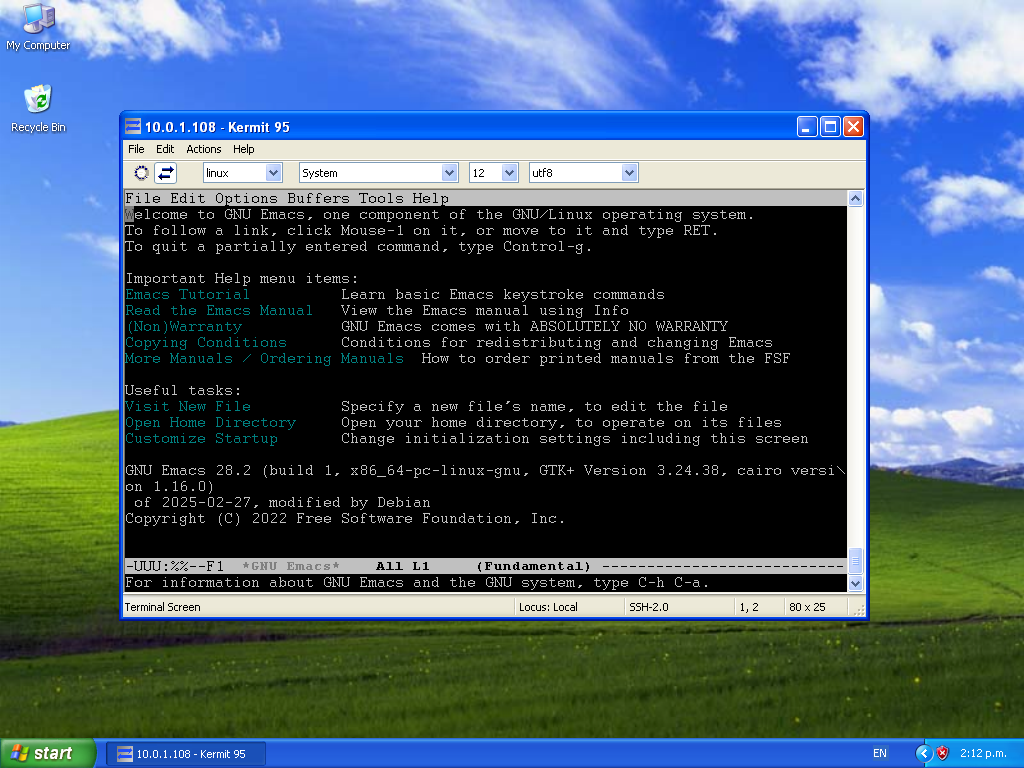 My Computer
Recycle Bin
10.0.1.108 - Kermit 95
File Edit Actions Help
linux System 12 utf8
File Edit Options Buffers Tools Help
Welcome to GNU Emacs, one component of the GNU/Linux operating system.
To follow a link, click Mouse-1 on it, or move to it and type RET.
To quit a partially entered command, type Control-g.
Important Help menu items:
Emacs Tutorial Learn basic Emacs keystroke commands
Read the Emacs Manual View the Emacs manual using Info
(Non)Warranty GNU Emacs comes with ABSOLUTELY NO WARRANTY
Copying Conditions Conditions for redistributing and changing Emacs
More Manuals / Ordering Manuals How to order printed manuals from the FSF
Useful tasks:
Visit New File Specify a new file's name, to edit the file
Open Home Directory Open your home directory, to operate on its files
Customize Startup Change initialization settings including this screen
GNU Emacs 28.2 (build 1, x86_64-pc-linux-gnu, GTK+ Version 3.24.38, cairo versi\
on 1.16.0)
of 2025-02-27, modified by Debian
Copyright (C) 2022 Free Software Foundation, Inc.
-UUU:%%--F1 *GNU Emacs* All L1 (Fundamental) ---------------------------
For information about GNU Emacs and the GNU system, type C-h C-a.
Terminal Screen Locus: Local SSH-2.0 1, 2 80 x 25
start 10.0.1.108 - Kermit 95 EN 2:12 p.m.